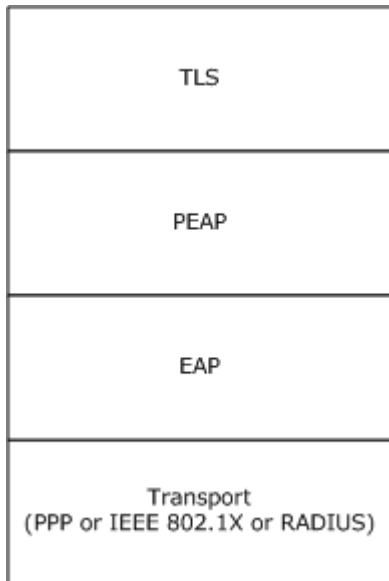 TLS
PEAP
EAP
Transport
(PPP or IEEE 802.1X or RADIUS)